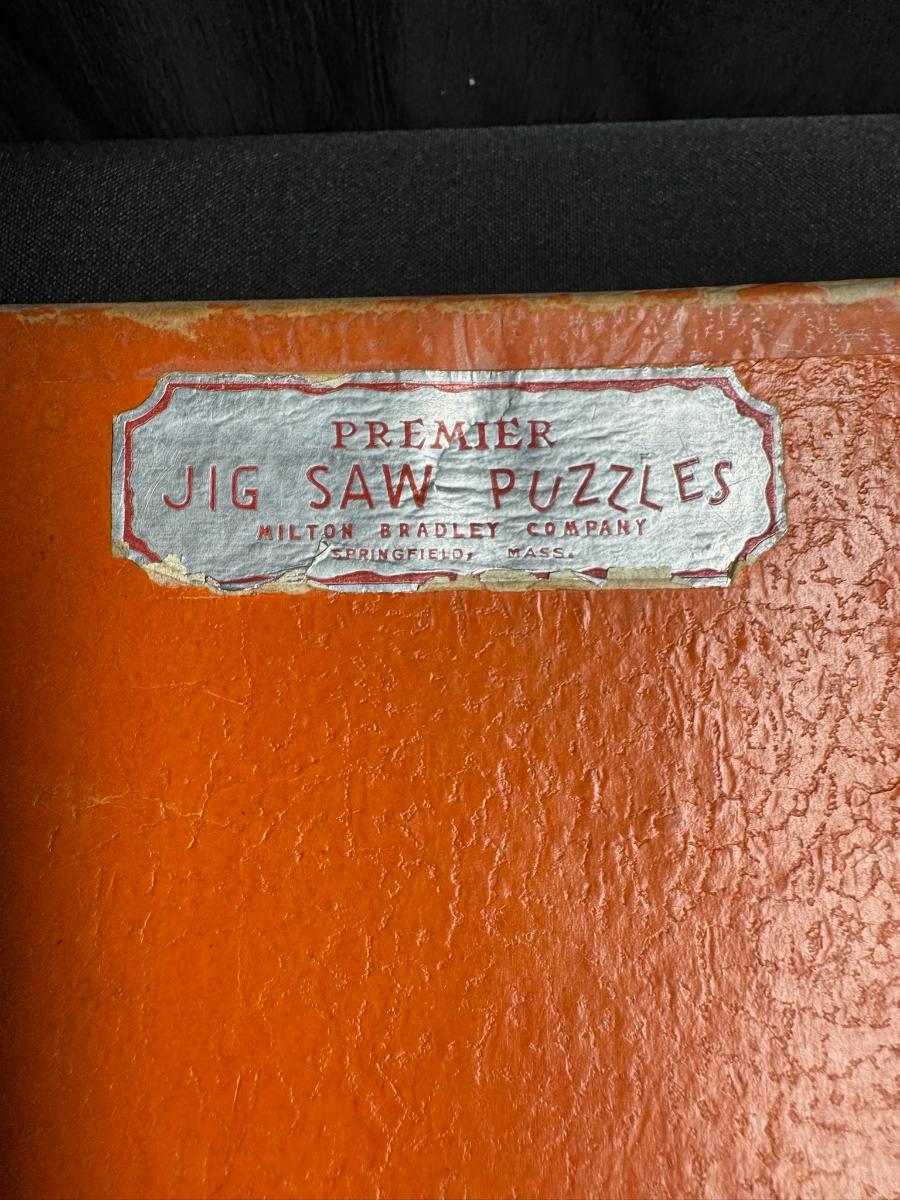 PREMIER
JIG SAW PUZZLES
MILTON BRADLEY COMPANY
SPRINGFIELD, MASS.